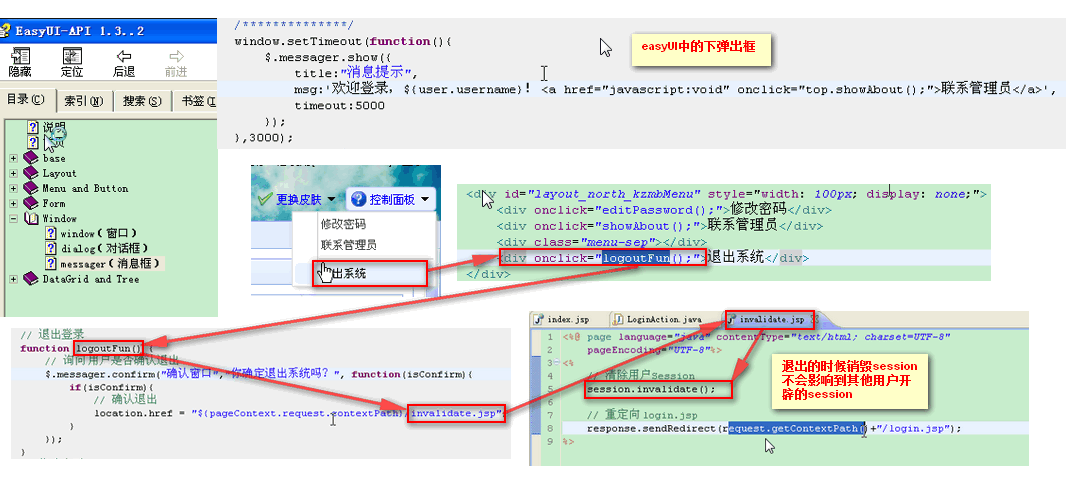 EasyUI-API 1.3..2
隐藏 定位 后退 前进
目录(C) 索引(N) 搜索(S) 书签(I
说明
base
Layout
Menu and Button
Form
Window
window(窗口)
dialog(对话框)
messager(消息框)
DataGrid and Tree
/**************/
window.setTimeout(function(){
$.messager.show({
title:"消息提示",
msg:'欢迎登录, ${user.username}! <a href="javascript:void" onclick="top.showAbout();">联系管理员</a>',
timeout:5000
});
},3000);
easyUI中的下弹出框
更换皮肤 控制面板
修改密码
联系管理员
出系统
<div id="layout_north_kzmbMenu" style="width: 100px; display: none;">
<div onclick="editPassword();">修改密码</div>
<div onclick="showAbout();">联系管理员</div>
<div class="menu-sep"></div>
<div onclick="logoutFun();">退出系统</div>
</div>
// 退出登录
function logoutFun() {
// 询问用户是否确认退出
$.messager.confirm("确认窗口","你确定退出系统吗? ", function(isConfirm){
if(isConfirm){
// 确认退出
location.href = "${pageContext.request.contextPath}/invalidate.jsp"
}
});
}
index.jsp LoginAction.java invalidate.jsp
1 <%@ page language="java" contentType="text/html; charset=UTF-8"
2 pageEncoding="UTF-8"%>
3 <%
4 // 清除用户Session
5 session.invalidate();
6
7 // 重定向 login.jsp
8 response.sendRedirect(request.getContextPath()+"/login.jsp");
9 %>
退出的时候销毁session
不会影响到其他用户开
辟的session